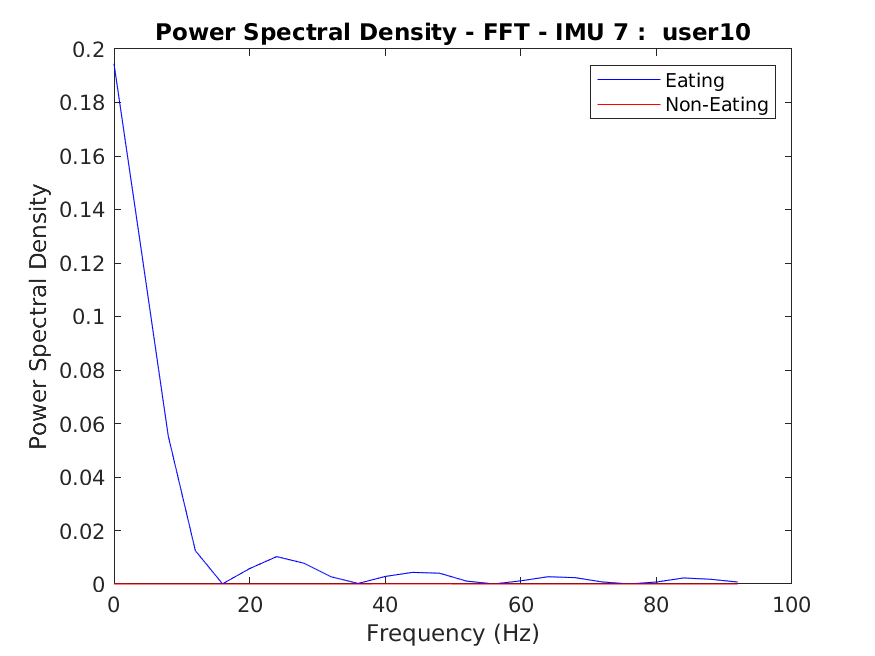 Power Spectral Density - FFT - IMU 7 :  user10
Eating
Non-Eating
Power Spectral Density
0.2
0.18
0.16
0.14
0.12
0.1
0.08
0.06
0.04
0.02
0
0 20 40 60 80 100
Frequency (Hz)